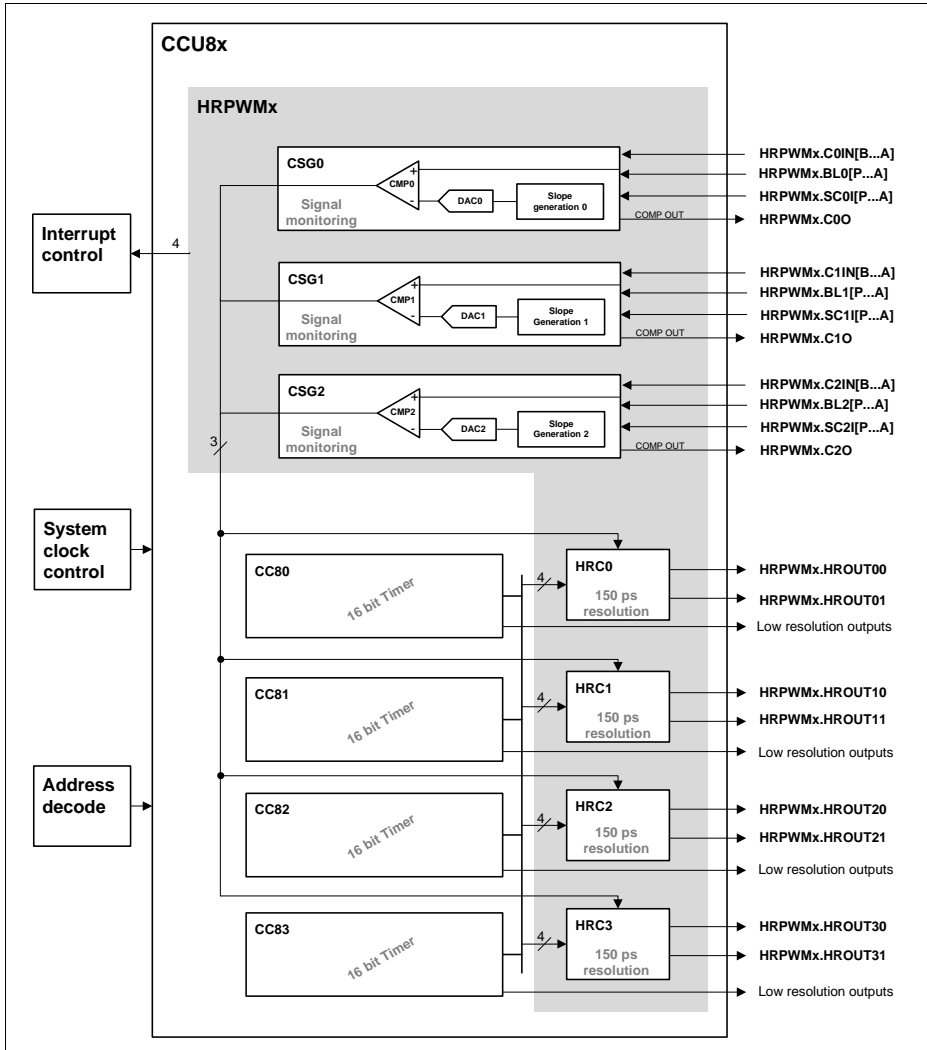 CCU8x
HRPWMx
CSG0
CMP0
+
-
DAC0
Slope
generation 0
Signal
monitoring
COMP OUT
HRPWMx.C0IN[B...A]
HRPWMx.BL0[P...A]
HRPWMx.SC0I[P...A]
HRPWMx.C0O
Interrupt
control
4
CSG1
CMP1
+
-
DAC1
Slope
Generation 1
Signal
monitoring
COMP OUT
HRPWMx.C1IN[B...A]
HRPWMx.BL1[P...A]
HRPWMx.SC1I[P...A]
HRPWMx.C1O
CSG2
CMP2
+
-
DAC2
Slope
Generation 2
Signal
monitoring
COMP OUT
HRPWMx.C2IN[B...A]
HRPWMx.BL2[P...A]
HRPWMx.SC2I[P...A]
HRPWMx.C2O
3
System
clock
control
CC80
16 bit Timer
4
HRC0
150 ps
resolution
HRPWMx.HROUT00
HRPWMx.HROUT01
Low resolution outputs
CC81
16 bit Timer
4
HRC1
150 ps
resolution
HRPWMx.HROUT10
HRPWMx.HROUT11
Low resolution outputs
Address
decode
CC82
16 bit Timer
4
HRC2
150 ps
resolution
HRPWMx.HROUT20
HRPWMx.HROUT21
Low resolution outputs
CC83
16 bit Timer
4
HRC3
150 ps
resolution
HRPWMx.HROUT30
HRPWMx.HROUT31
Low resolution outputs